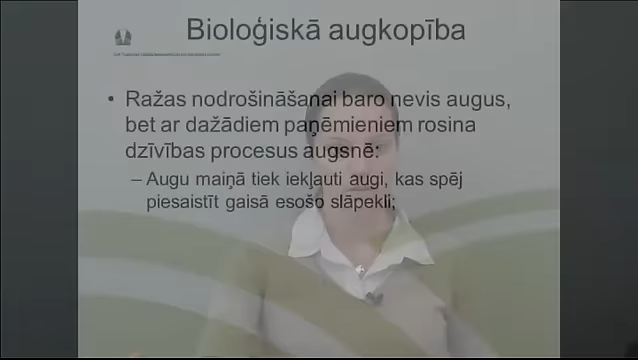 Bioloģiskā augkopība
• Ražas nodrošināšanai baro nevis augus,
bet ar dažādiem paņēmieniem rosina
dzīvības procesus augsnē:
– Augu maiņā tiek iekļauti augi, kas spēj
piesaistīt gaisā esošo slāpekli;